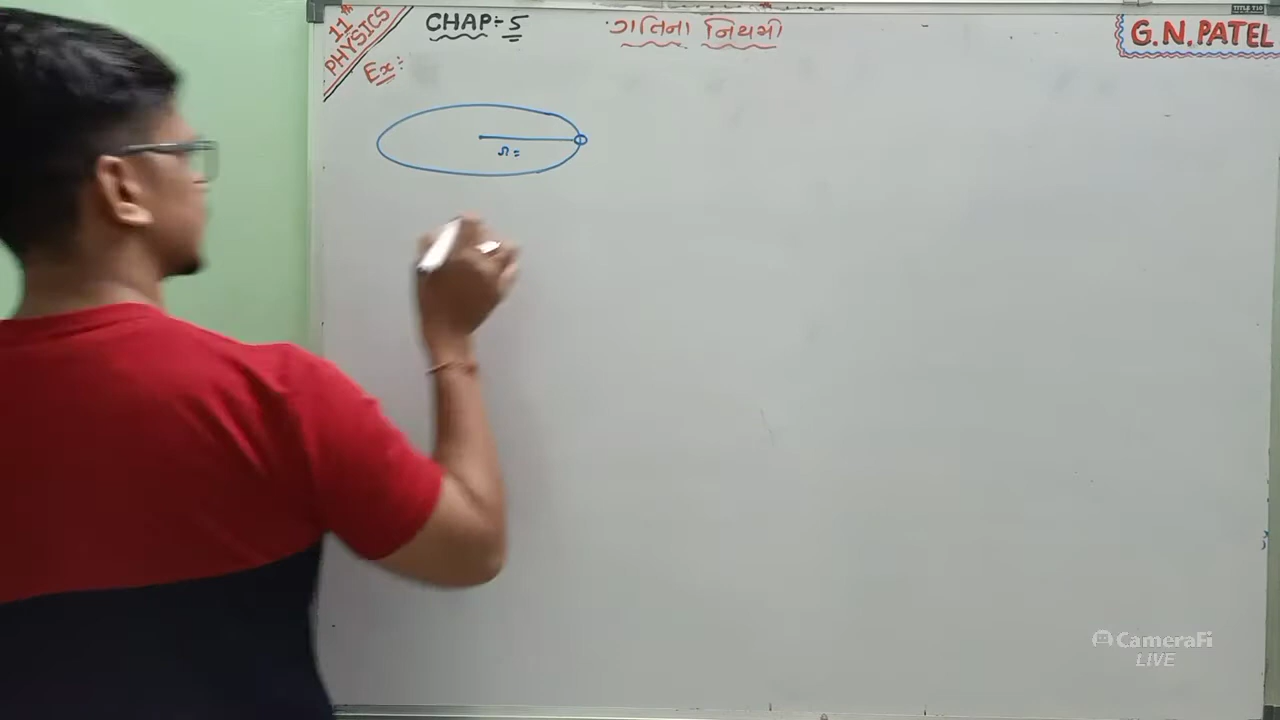 11th
PHYSICS
CHAP:- 5
ગતિના નિયમો
G.N.PATEL
Ex:-
r =
CameraFi
LIVE